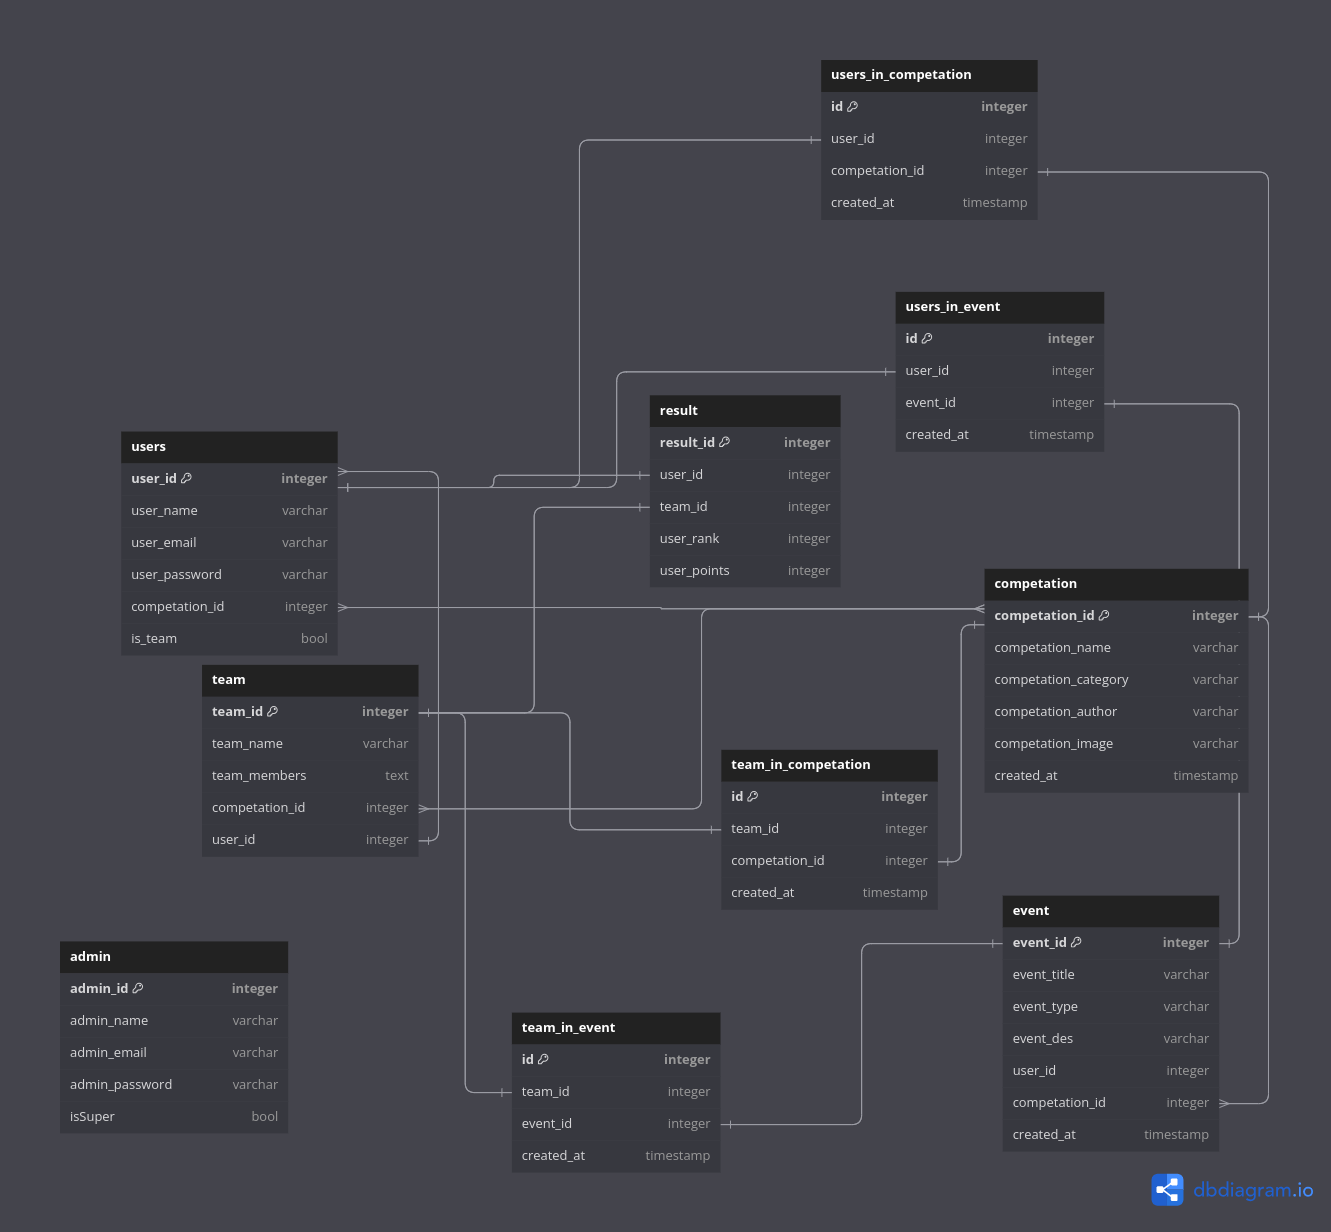 users_in_competation
id integer
user_id integer
competation_id integer
created_at timestamp
users_in_event
id integer
user_id integer
event_id integer
created_at timestamp
result
result_id integer
user_id integer
team_id integer
user_rank integer
user_points integer
users
user_id integer
user_name varchar
user_email varchar
user_password varchar
competation_id integer
is_team bool
competation
competation_id integer
competation_name varchar
competation_category varchar
competation_author varchar
competation_image varchar
created_at timestamp
team
team_id integer
team_name varchar
team_members text
competation_id integer
user_id integer
team_in_competation
id integer
team_id integer
competation_id integer
created_at timestamp
event
event_id integer
event_title varchar
event_type varchar
event_des varchar
user_id integer
competation_id integer
created_at timestamp
admin
admin_id integer
admin_name varchar
admin_email varchar
admin_password varchar
isSuper bool
team_in_event
id integer
team_id integer
event_id integer
created_at timestamp
dbdiagram.io